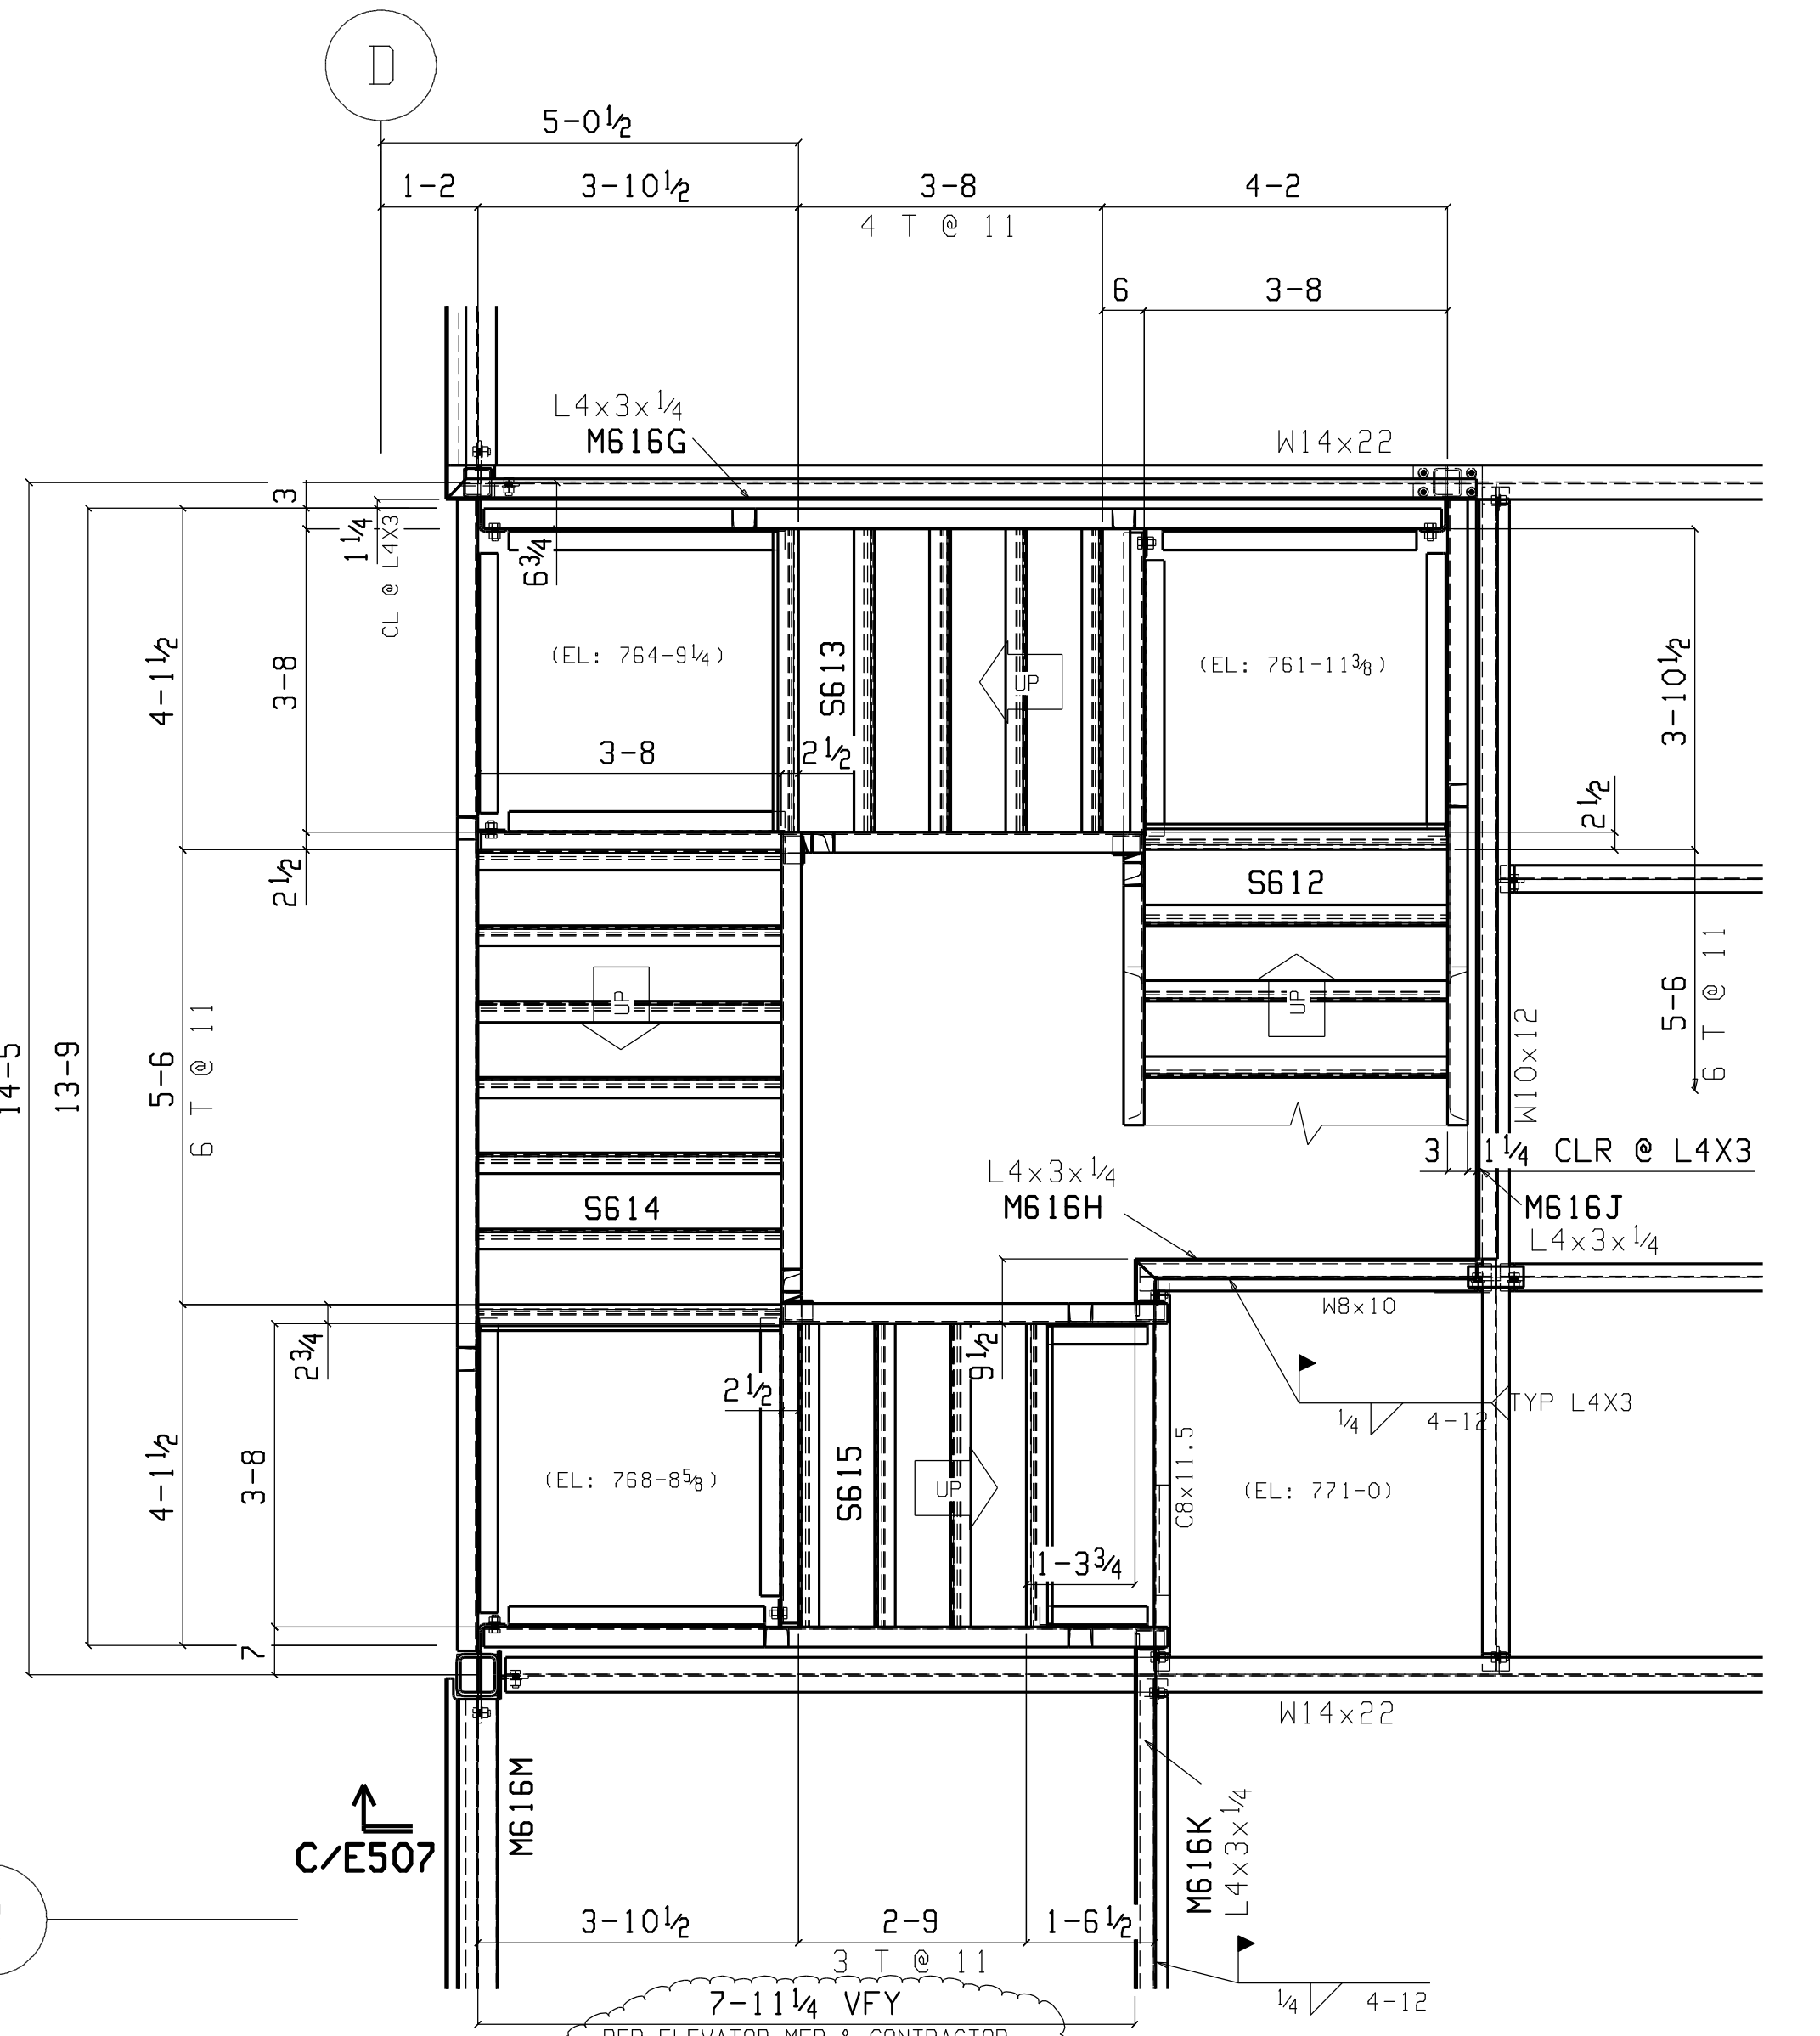 D
5-0½
1-2
3-10½
3-8
4-2
4 T @ 11
6
3-8
L4x3x¼
M616G
W14x22
3
1¼
CL @ L4X3
6¾
4-1½
3-8
(EL: 764-9¼)
S613
UP
(EL: 761-11⅜)
3-10½
3-8
2½
2½
2½
S612
14-5
13-9
5-6
6 T @ 11
UP
UP
W10x12
5-6
6 T @ 11
3
1¼ CLR @ L4X3
L4x3x¼
M616H
M616J
L4x3x¼
S614
W8x10
2¾
9½
2½
TYP L4X3
¼
4-12
4-1½
3-8
(EL: 768-8⅝)
S615
UP
C8x11.5
(EL: 771-0)
1-3¾
7
W14x22
M616M
C/E507
M616K
L4x3x¼
3-10½
2-9
1-6½
3 T @ 11
7-11¼ VFY
¼
4-12
PER ELEVATOR MFR & CONTRACTOR